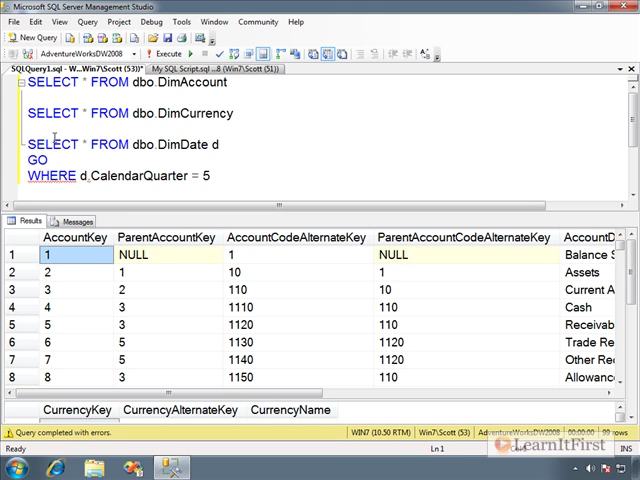 Microsoft SQL Server Management Studio
File Edit View Query Project Debug Tools Window Community Help
New Query
AdventureWorksDW2008 Execute
SQLQuery1.sql - W...Win7\Scott (53))* My SQL Script.sql ...8 (Win7\Scott (51))
SELECT * FROM dbo.DimAccount
SELECT * FROM dbo.DimCurrency
SELECT * FROM dbo.DimDate d
GO
WHERE d.CalendarQuarter = 5
Results Messages
AccountKey ParentAccountKey AccountCodeAlternateKey ParentAccountCodeAlternateKey AccountD
1 1 NULL 1 NULL Balance S
2 2 1 10 1 Assets
3 3 2 110 10 Current A
4 4 3 1110 110 Cash
5 5 3 1120 110 Receivab
6 6 5 1130 1120 Trade Re
7 7 5 1140 1120 Other Rec
8 8 3 1150 110 Allowanc
CurrencyKey CurrencyAlternateKey CurrencyName
Query completed with errors. WIN7 (10.50 RTM) Win7\Scott (53) AdventureWorksDW2008 00:00:00 99 rows
Ready Ln 1 INS
LearnItFirst
5:22 PM